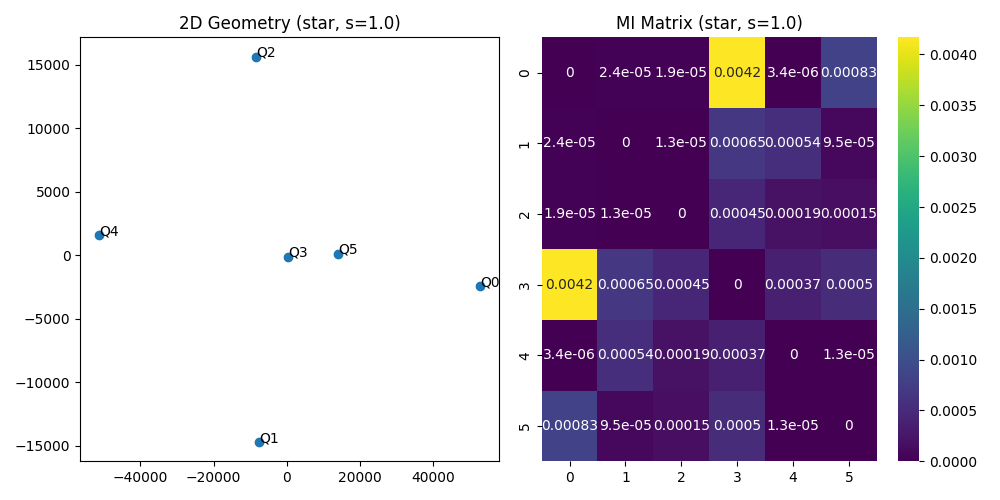 2D Geometry (star, s=1.0)
15000
10000
5000
0
−5000
−10000
−15000
−40000 −20000 0 20000 40000
Q2
Q4
Q3 Q5
Q0
Q1
MI Matrix (star, s=1.0)
0 0 2.4e-05 1.9e-05 0.0042 3.4e-06 0.00083
1 2.4e-05 0 1.3e-05 0.00065 0.00054 9.5e-05
2 1.9e-05 1.3e-05 0 0.00045 0.00019 0.00015
3 0.0042 0.00065 0.00045 0 0.00037 0.0005
4 3.4e-06 0.00054 0.00019 0.00037 0 1.3e-05
5 0.00083 9.5e-05 0.00015 0.0005 1.3e-05 0
0 1 2 3 4 5
0.0040
0.0035
0.0030
0.0025
0.0020
0.0015
0.0010
0.0005
0.0000